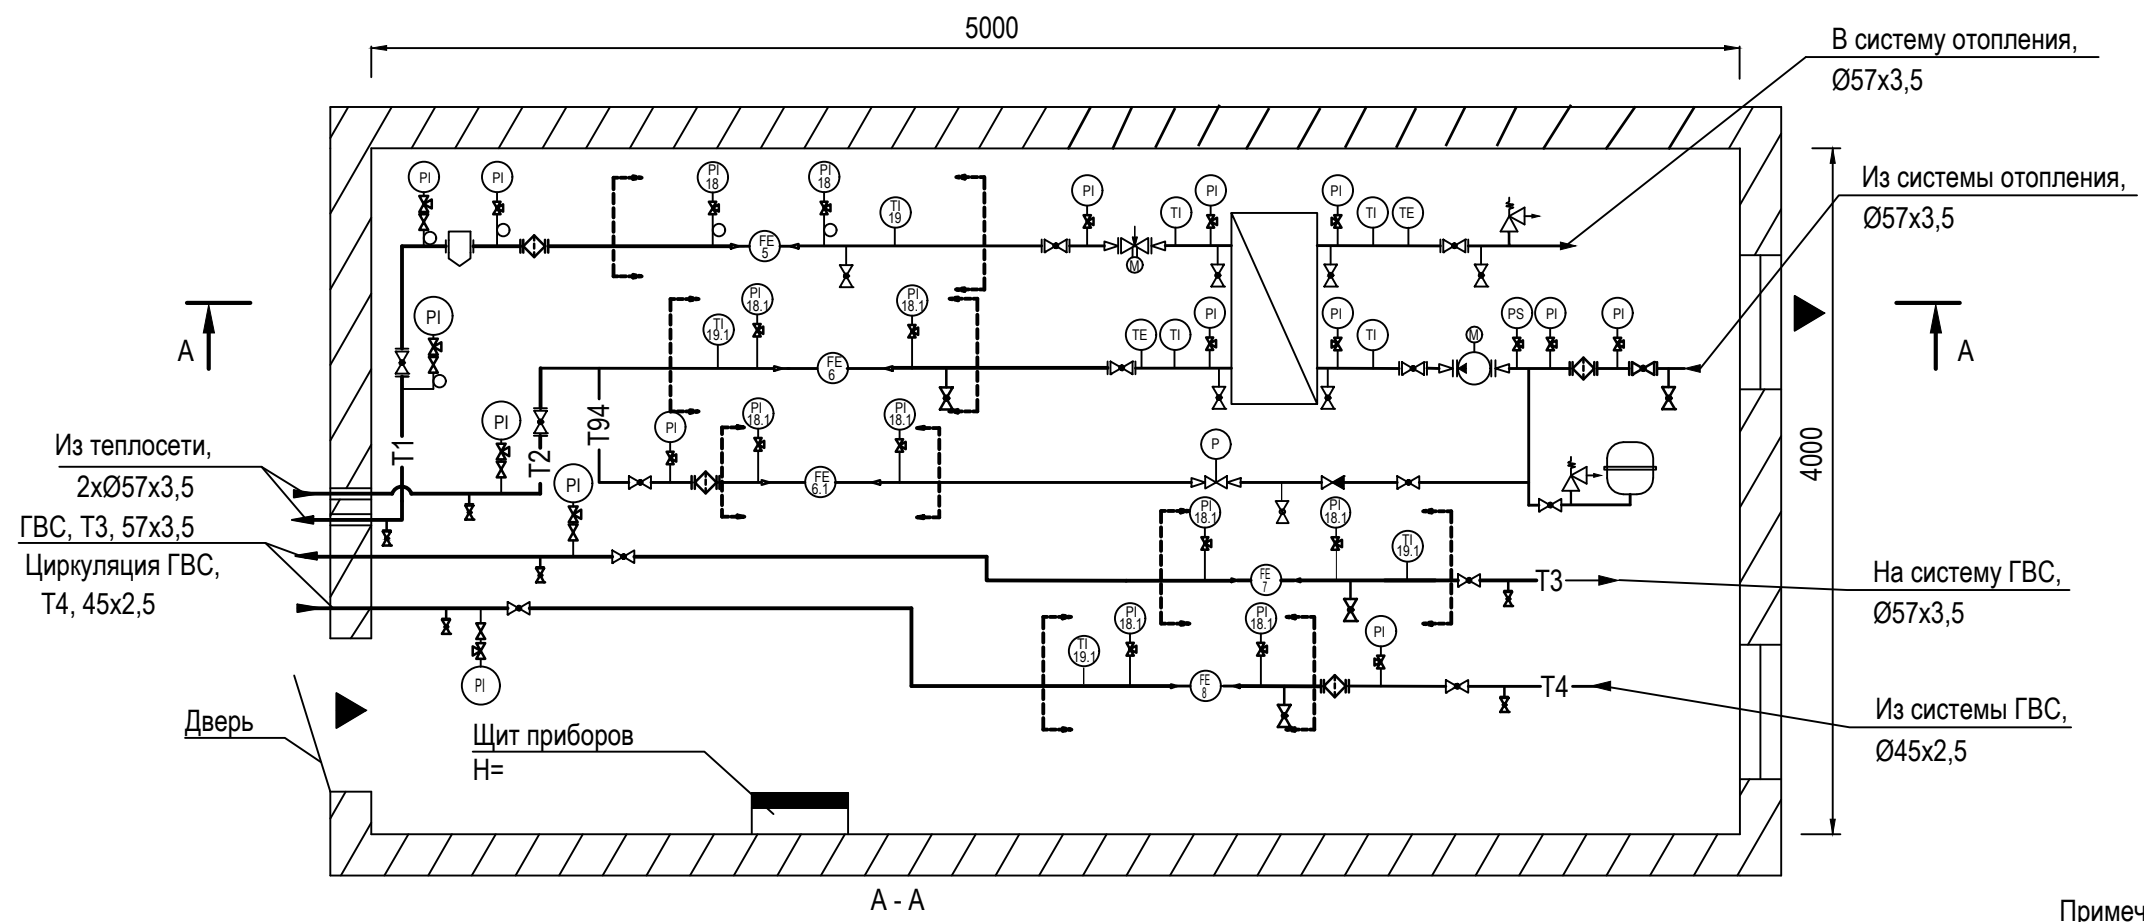 5000
В систему отопления,
Ø57x3,5
Из системы отопления,
Ø57x3,5
PI
PI
PI
18
PI
18
TI
19
FE
5
PI
M
TI
PI
PI
TI
TE
PI
TI
19.1
PI
18.1
FE
6
PI
18.1
TE
TI
PI
PI
TI
M
PS
PI
PI
A
A
4000
Из теплосети,
2xØ57x3,5
T1
PI
T2
T94
PI
PI
18.1
FE
6.1
PI
18.1
P
ГВС, Т3, 57x3,5
PI
Циркуляция ГВС,
Т4, 45x2,5
PI
18.1
FE
7
PI
18.1
TI
19.1
T3
На систему ГВС,
Ø57x3,5
PI
TI
19.1
PI
18.1
FE
8
PI
18.1
PI
T4
Из системы ГВС,
Ø45x2,5
Дверь
Щит приборов
H=
A - A
Примеч